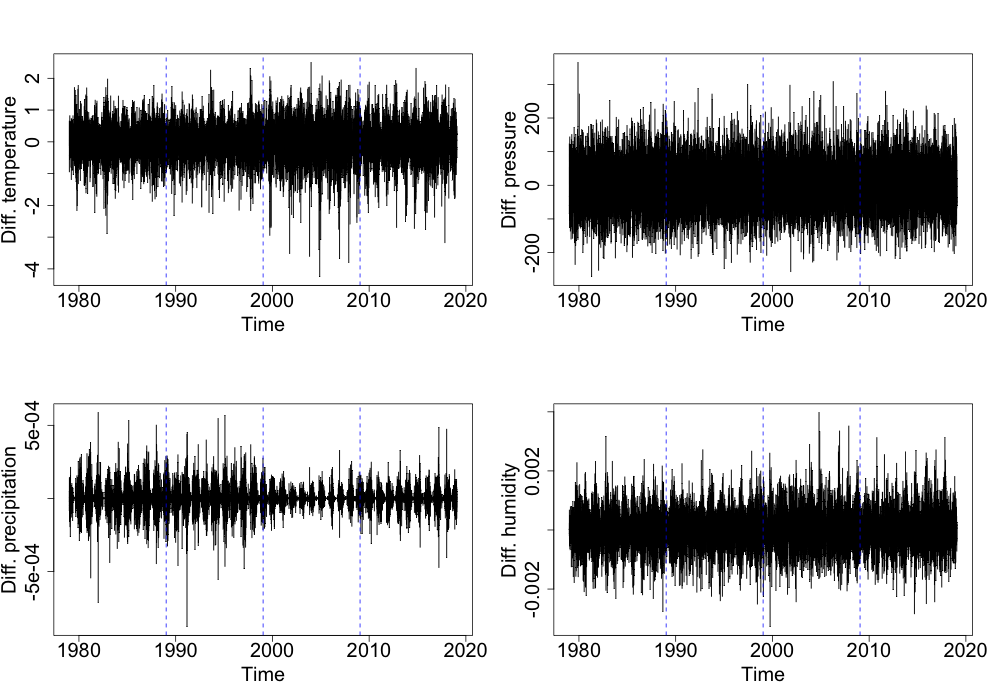 Diff. temperature
2
1
0
-2
-4
1980 1990 2000 2010 2020
Time
Diff. pressure
200
0
-200
1980 1990 2000 2010 2020
Time
Diff. precipitation
5e-04
-5e-04
1980 1990 2000 2010 2020
Time
Diff. humidity
0.002
-0.002
1980 1990 2000 2010 2020
Time